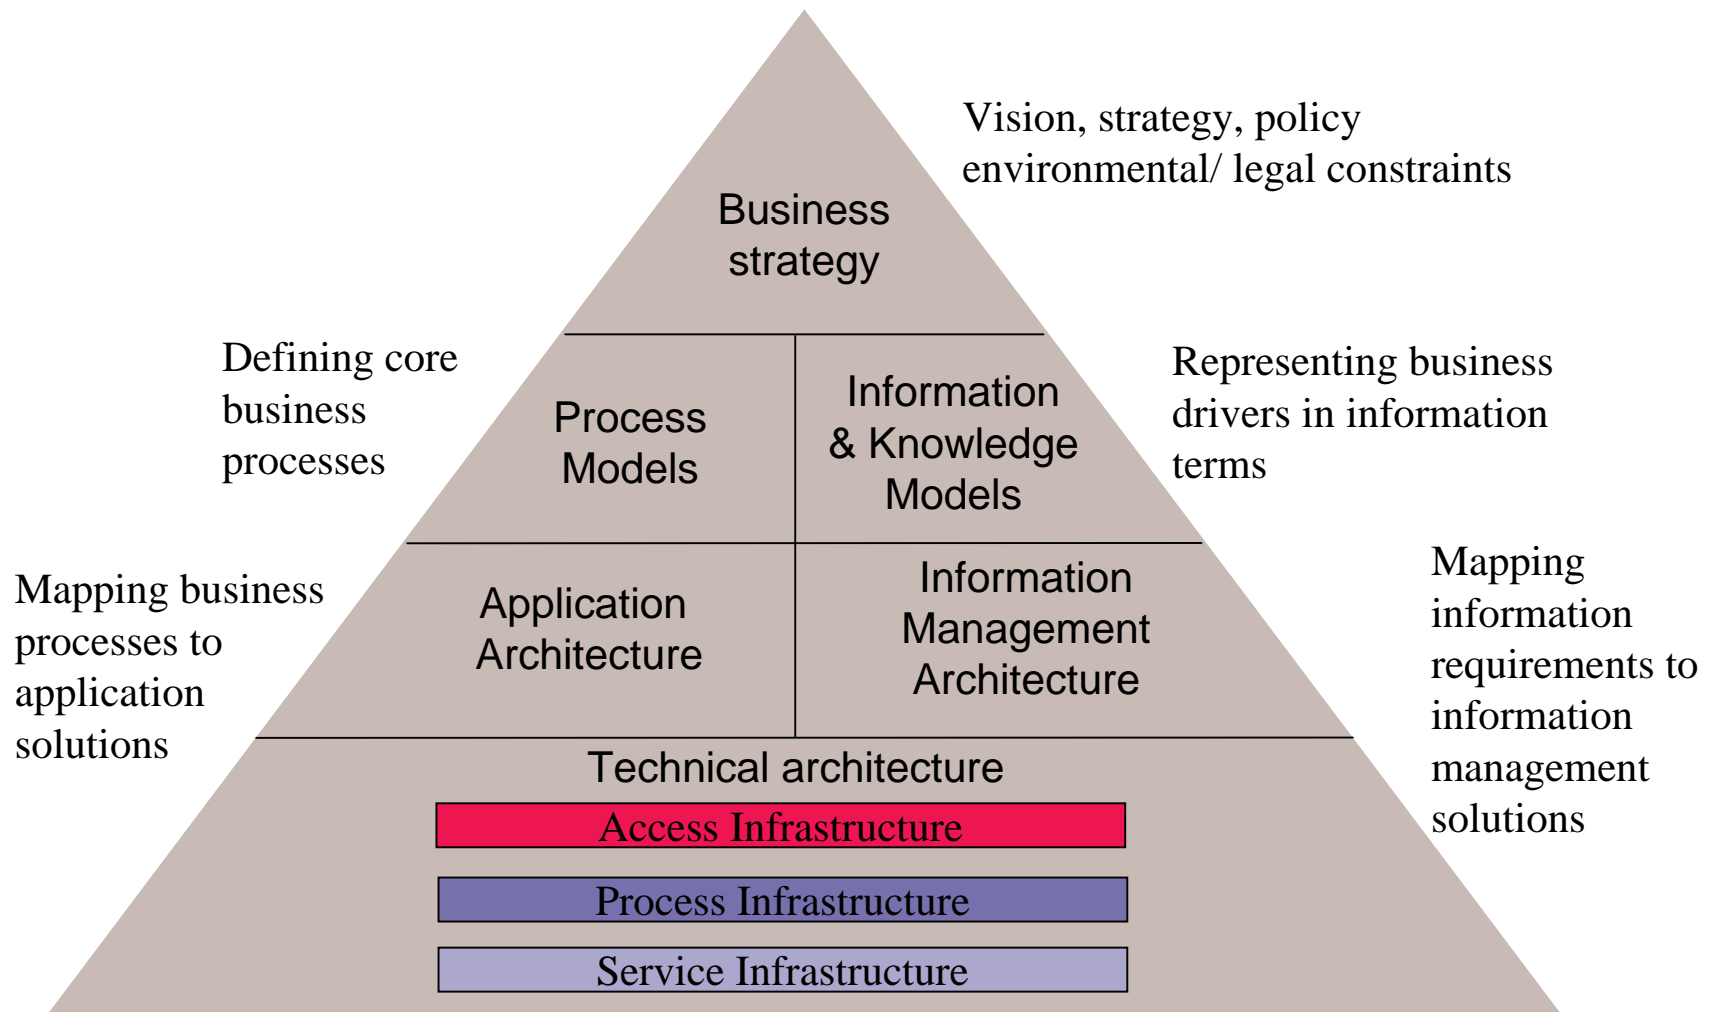 Vision, strategy, policy
environmental/ legal constraints
Business
strategy
Defining core
business
processes
Process
Models
Information
& Knowledge
Models
Representing business
drivers in information
terms
Mapping business
processes to
application
solutions
Application
Architecture
Information
Management
Architecture
Mapping
information
requirements to
information
management
solutions
Technical architecture
Access Infrastructure
Process Infrastructure
Service Infrastructure